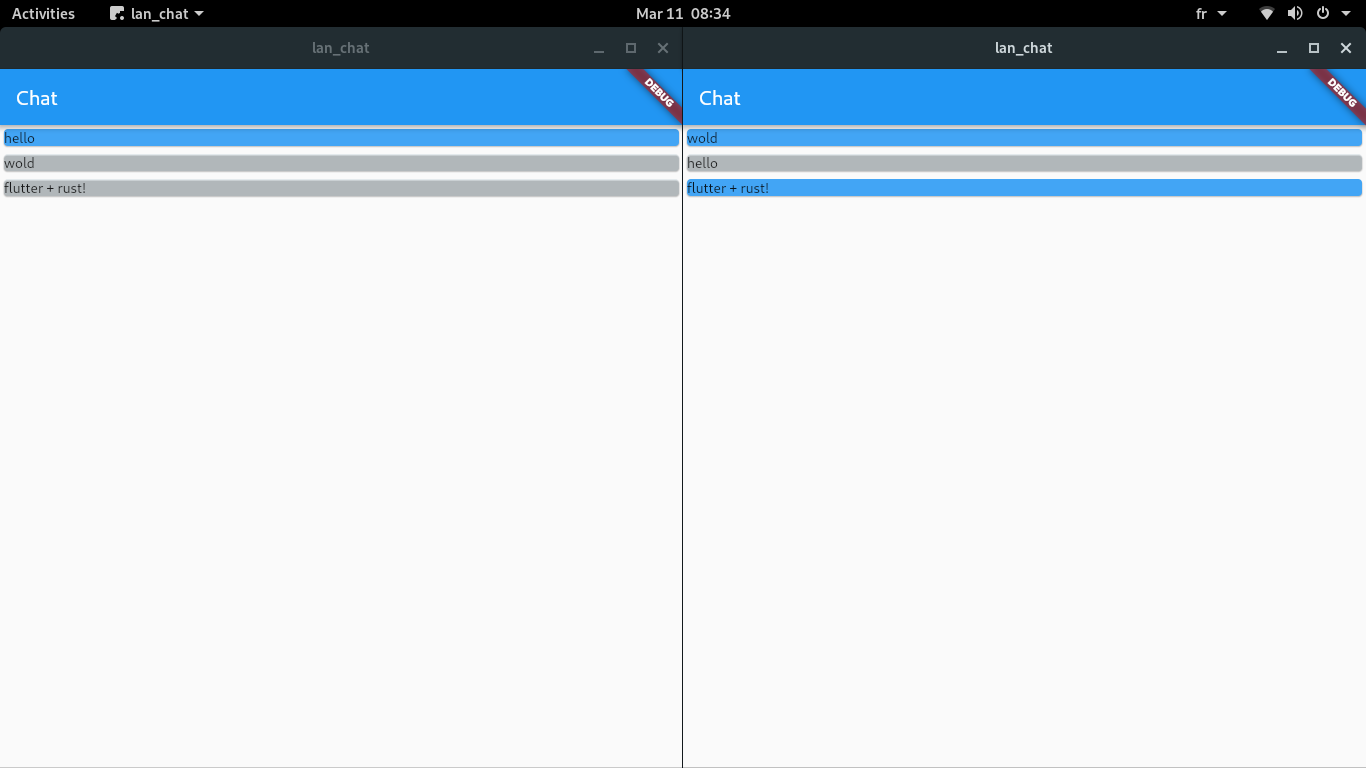 Activities lan_chat Mar 11 08:34 fr
lan_chat
Chat
DEBUG
hello
wold
flutter + rust!
lan_chat
Chat
DEBUG
wold
hello
flutter + rust!